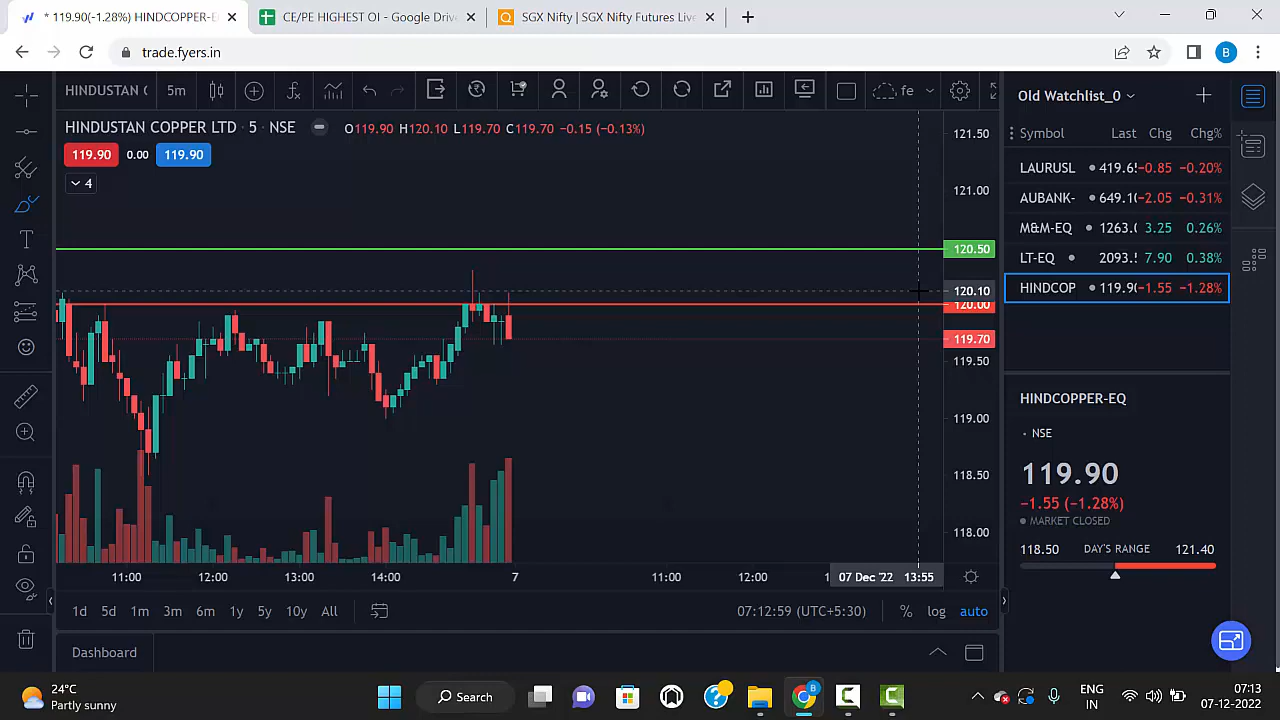 * 119.90(-1.28%) HINDCOPPER-E
CE/PE HIGHEST OI - Google Drive
SGX Nifty | SGX Nifty Futures Live
trade.fyers.in
HINDUSTAN C
5m
fe
Old Watchlist_0
HINDUSTAN COPPER LTD · 5 · NSE
O119.90 H120.10 L119.70 C119.70 -0.15 (-0.13%)
119.90 0.00 119.90
4
Symbol Last Chg Chg%
LAURUSL 419.65 -0.85 -0.20%
AUBANK- 649.10 -2.05 -0.31%
M&M-EQ 1263.0 3.25 0.26%
LT-EQ 2093.5 7.90 0.38%
HINDCOP 119.90 -1.55 -1.28%
121.50
121.00
120.50
120.10
120.00
119.70
119.50
119.00
118.50
118.00
HINDCOPPER-EQ
· NSE
119.90
-1.55 (-1.28%)
MARKET CLOSED
118.50 DAY'S RANGE 121.40
11:00 12:00 13:00 14:00 7 11:00 12:00 07 Dec '22 13:55
1d 5d 1m 3m 6m 1y 5y 10y All
07:12:59 (UTC+5:30) % log auto
Dashboard
24°C
Partly sunny
Search
ENG
IN
07:13
07-12-2022